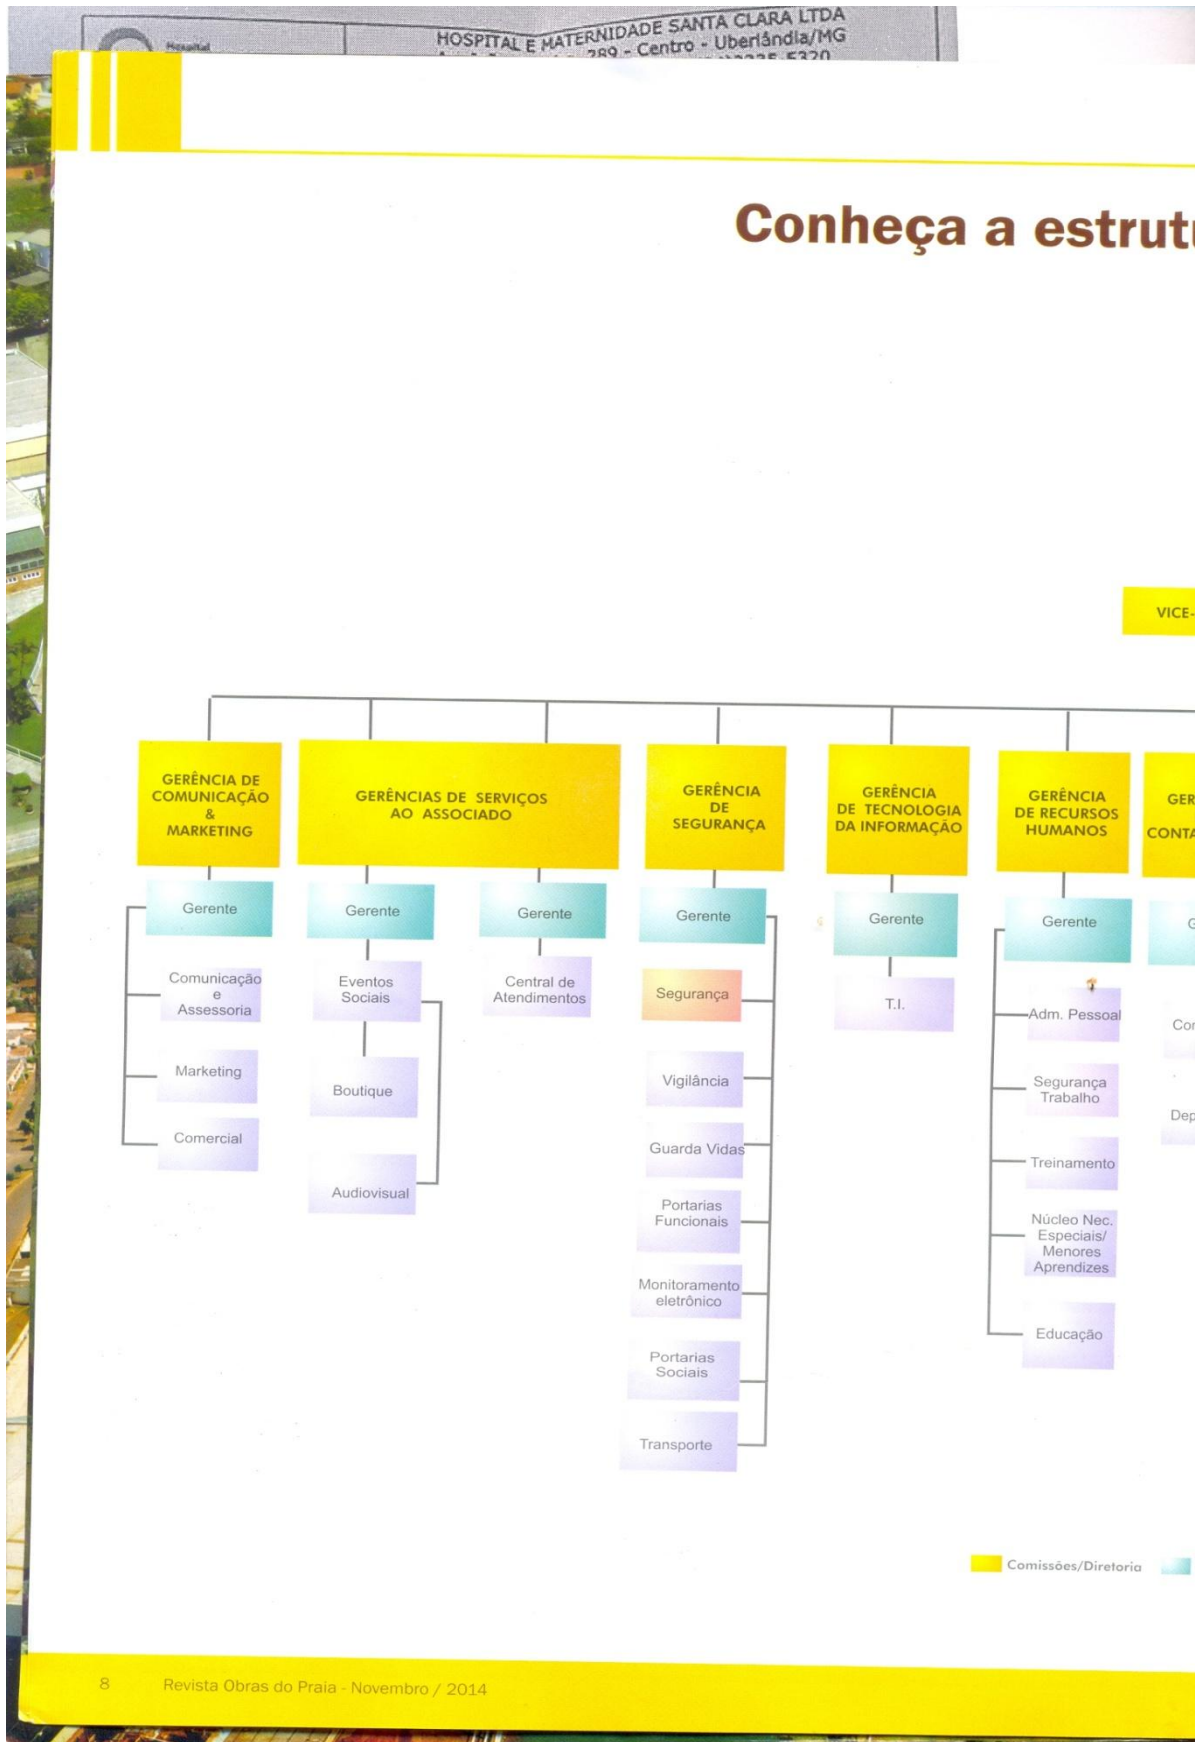 Hospital
HOSPITAL E MATERNIDADE SANTA CLARA LTDA
289 - Centro - Uberlândia/MG
Conheça a estrut
VICE-
GERÊNCIA DE
COMUNICAÇÃO
&
MARKETING
GERÊNCIAS DE SERVIÇOS
AO ASSOCIADO
GERÊNCIA
DE
SEGURANÇA
GERÊNCIA
DE TECNOLOGIA
DA INFORMAÇÃO
GERÊNCIA
DE RECURSOS
HUMANOS
GER
CONTA
Gerente
Gerente
Gerente
Gerente
Gerente
Gerente
G
Comunicação
e
Assessoria
Marketing
Comercial
Eventos
Sociais
Boutique
Audiovisual
Central de
Atendimentos
Segurança
Vigilância
Guarda Vidas
Portarias
Funcionais
Monitoramento
eletrônico
Portarias
Sociais
Transporte
T.I.
Adm. Pessoal
Segurança
Trabalho
Treinamento
Núcleo Nec.
Especiais/
Menores
Aprendizes
Educação
Con
Dep
Comissões/Diretoria
8 Revista Obras do Praia - Novembro / 2014